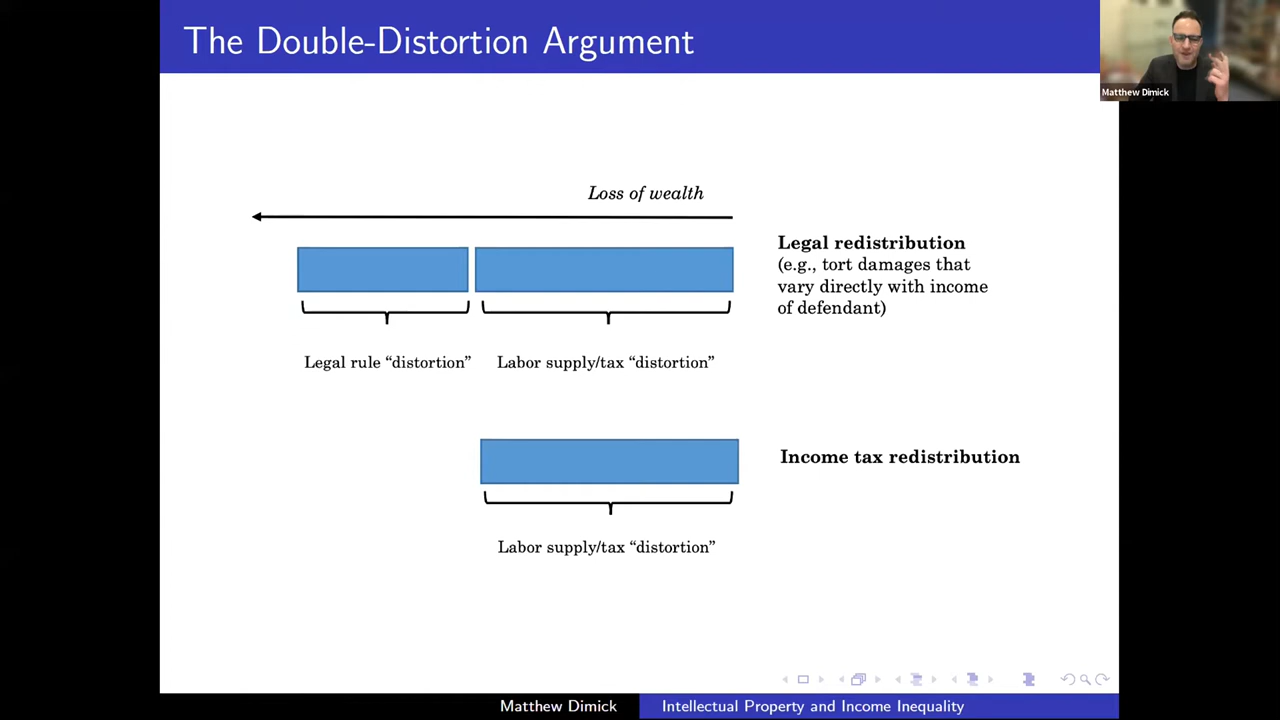 The Double-Distortion Argument
Matthew Dimick
Loss of wealth
Legal redistribution
(e.g., tort damages that
vary directly with income
of defendant)
Legal rule “distortion”
Labor supply/tax “distortion”
Income tax redistribution
Labor supply/tax “distortion”
Matthew Dimick
Intellectual Property and Income Inequality